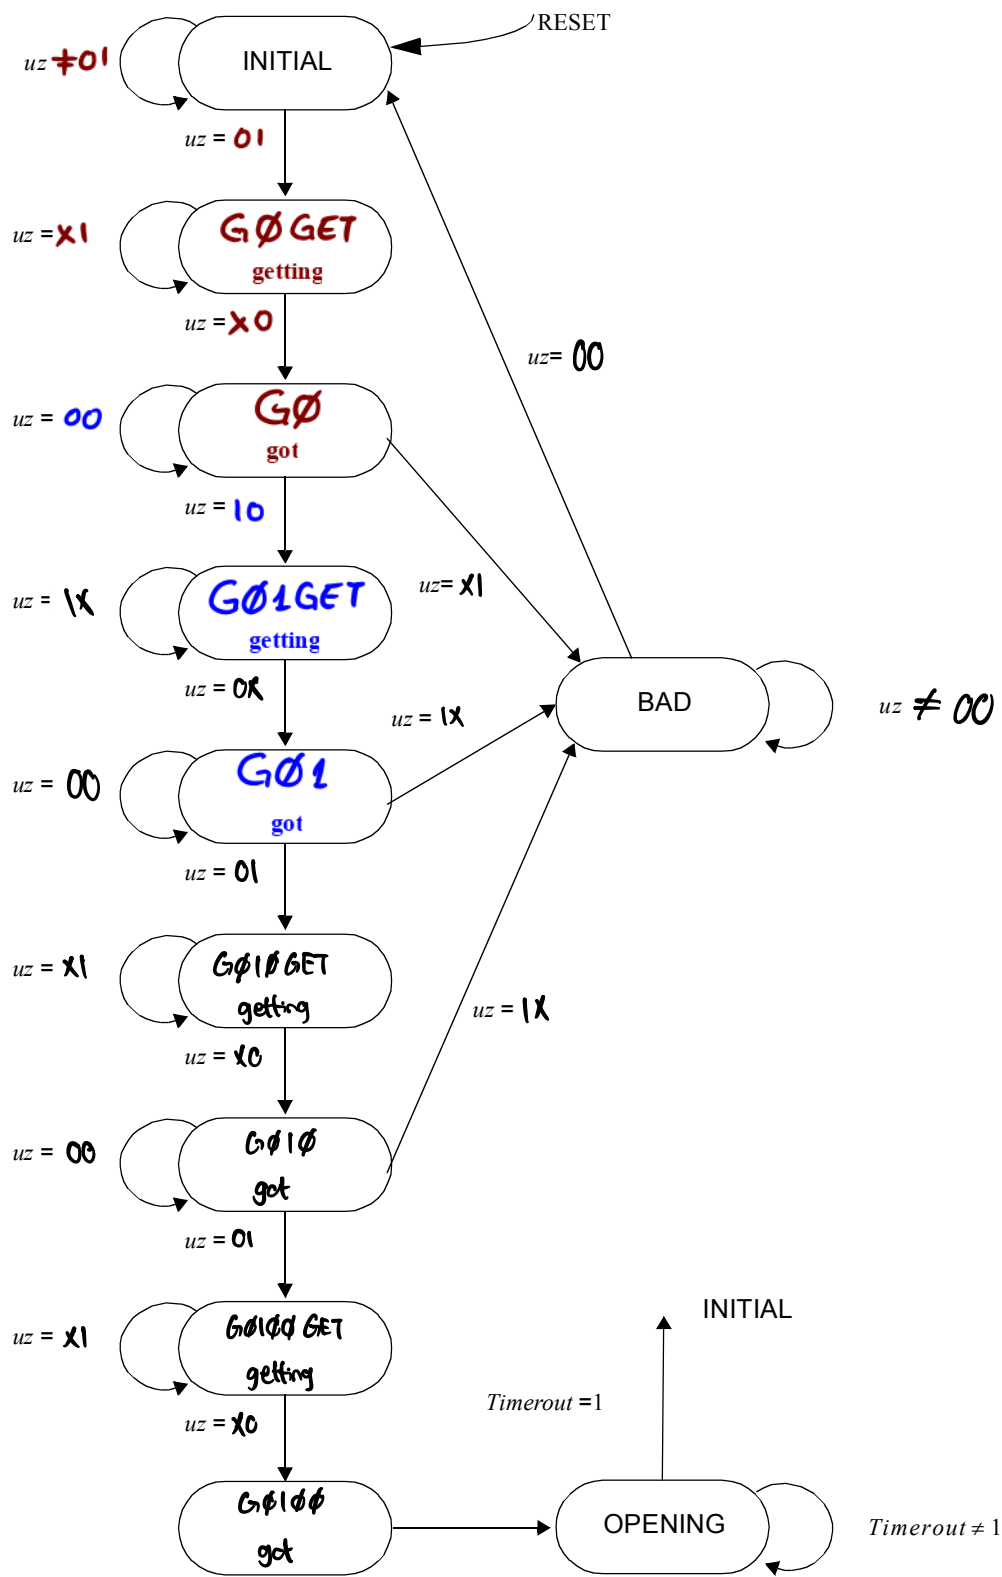 RESET
uz ≠01
INITIAL
uz = 01
uz = X1
GØGET
getting
uz = X0
uz= 00
uz = 00
GØ
got
uz = 10
uz= X1
uz = 1X
GØ1GET
getting
uz = 0X
uz = 1X
BAD
uz ≠ 00
uz = 00
GØ1
got
uz = 01
uz = X1
GØ1ØGET
getting
uz = 1X
uz = X0
uz = 00
GØ1Ø
got
uz = 01
INITIAL
uz = X1
GØ1ØØGET
getting
Timerout =1
uz = X0
GØ1ØØ
got
OPENING
Timerout ≠ 1